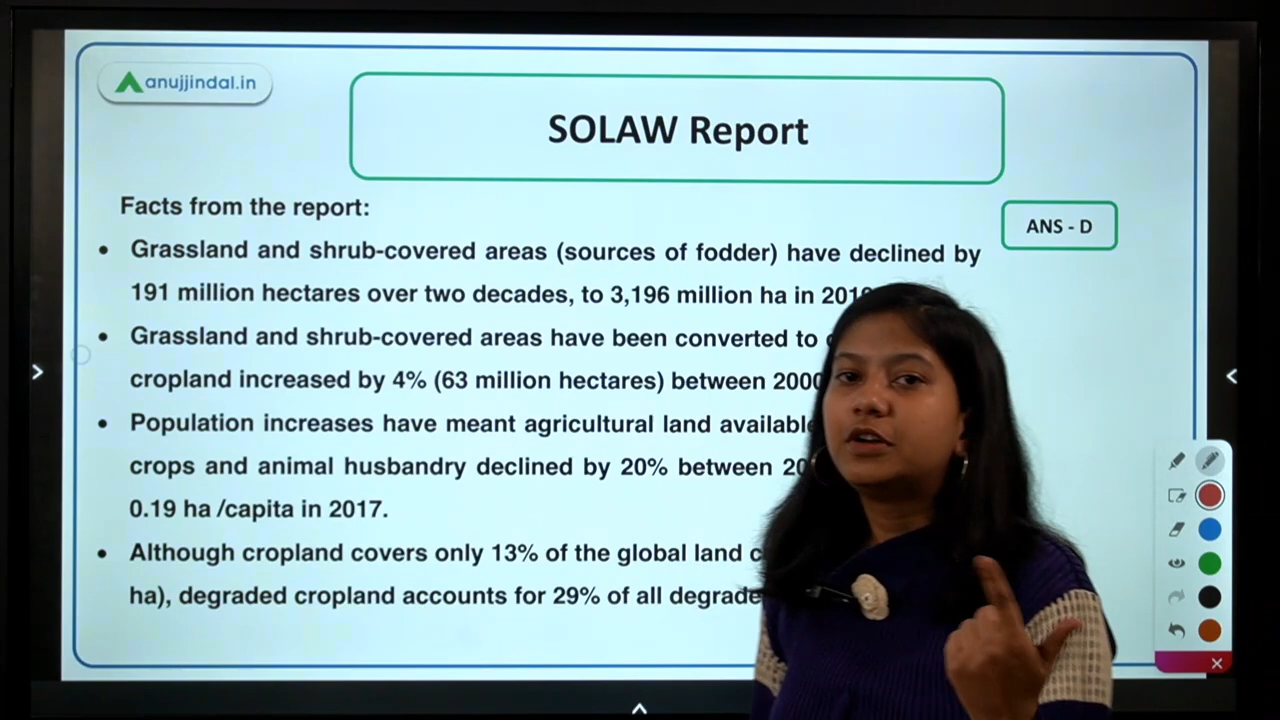 anujjindal.in
SOLAW Report
ANS - D
Facts from the report:
• Grassland and shrub-covered areas (sources of fodder) have declined by
191 million hectares over two decades, to 3,196 million ha in
• Grassland and shrub-covered areas have been converted to
cropland increased by 4% (63 million hectares) between 2000
• Population increases have meant agricultural land available
crops and animal husbandry declined by 20% between
0.19 ha /capita in 2017.
• Although cropland covers only 13% of the global land
ha), degraded cropland accounts for 29% of all